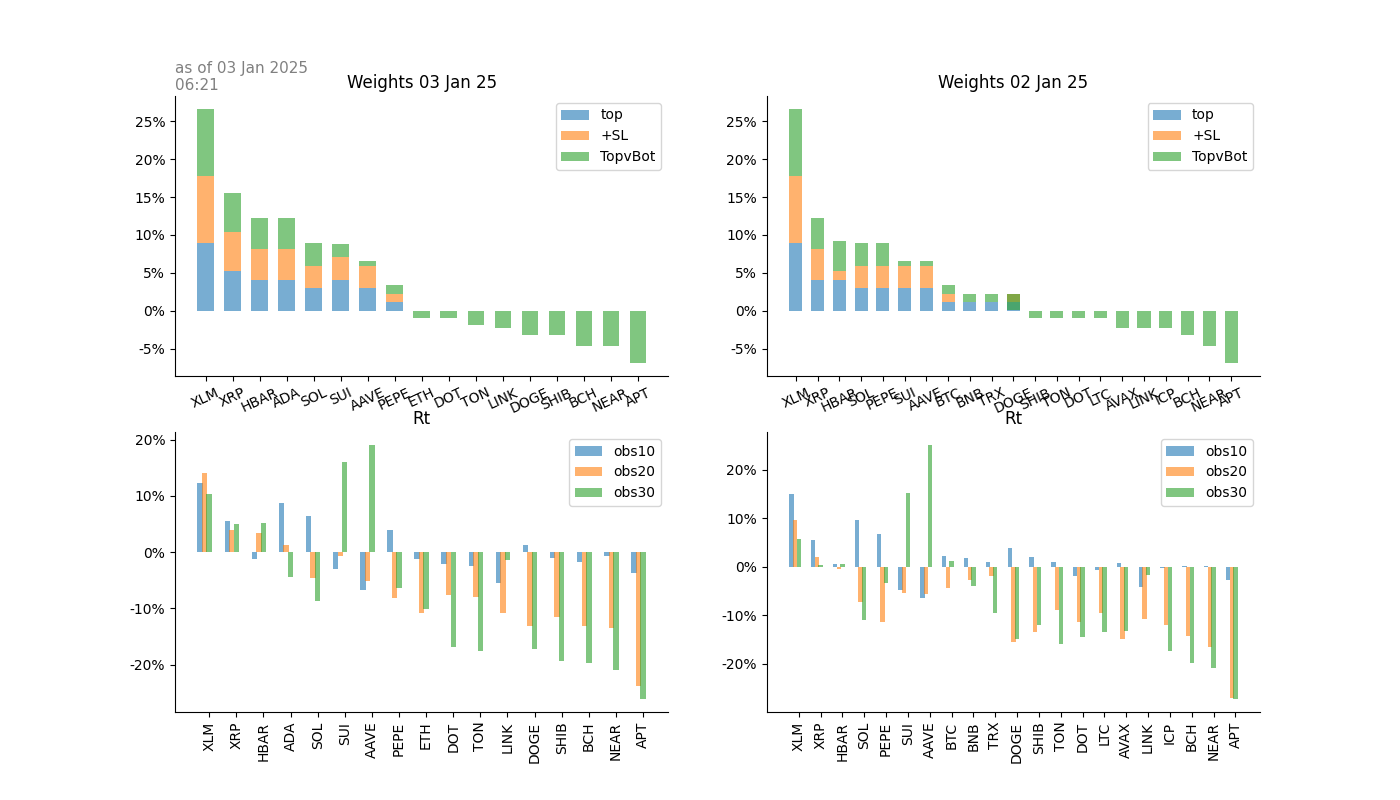 as of 03 Jan 2025
06:21
Weights 03 Jan 25
25%
20%
15%
10%
5%
0%
-5%
top
+SL
TopvBot
XLM XRP HBAR ADA SOL SUI AAVE PEPE ETH DOT TON LINK DOGE SHIB BCH NEAR APT
Weights 02 Jan 25
25%
20%
15%
10%
5%
0%
-5%
top
+SL
TopvBot
XLM XRP HBAR SOL PEPE SUI AAVE BTC BNB TRX DOGE SHIB TON DOT LTC AVAX LINK ICP BCH NEAR APT
Rt
20%
10%
0%
-10%
-20%
obs10
obs20
obs30
XLM XRP HBAR ADA SOL SUI AAVE PEPE ETH DOT TON LINK DOGE SHIB BCH NEAR APT
Rt
20%
10%
0%
-10%
-20%
obs10
obs20
obs30
XLM XRP HBAR SOL PEPE SUI AAVE BTC BNB TRX DOGE SHIB TON DOT LTC AVAX LINK ICP BCH NEAR APT